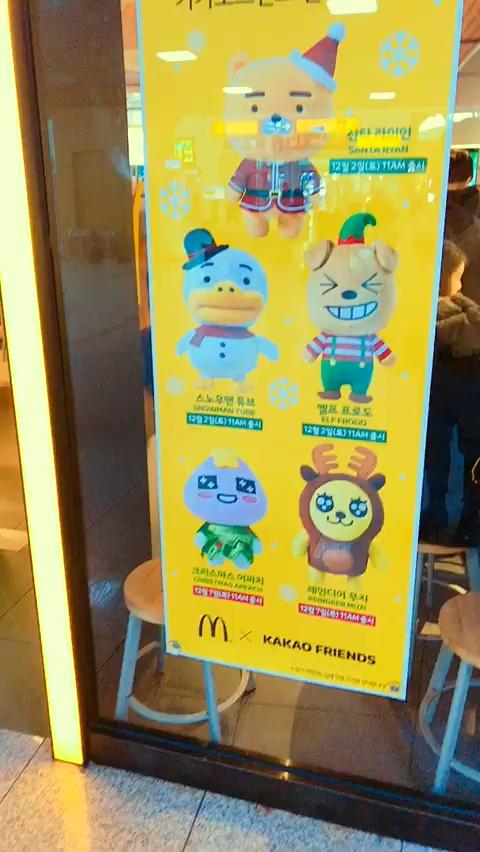 산타 라이언
SANTA RYAN
12월 2일(토) 11AM 출시
스노우맨 튜브
SNOWMAN TUBE
12월 2일(토) 11AM 출시
엘프 프로도
ELF FRODO
12월 2일(토) 11AM 출시
크리스마스 어피치
CHRISTMAS APEACH
12월 7일(목) 11AM 출시
레인디어 무지
REINDEER MUZI
12월 7일(목) 11AM 출시
M × KAKAO FRIENDS